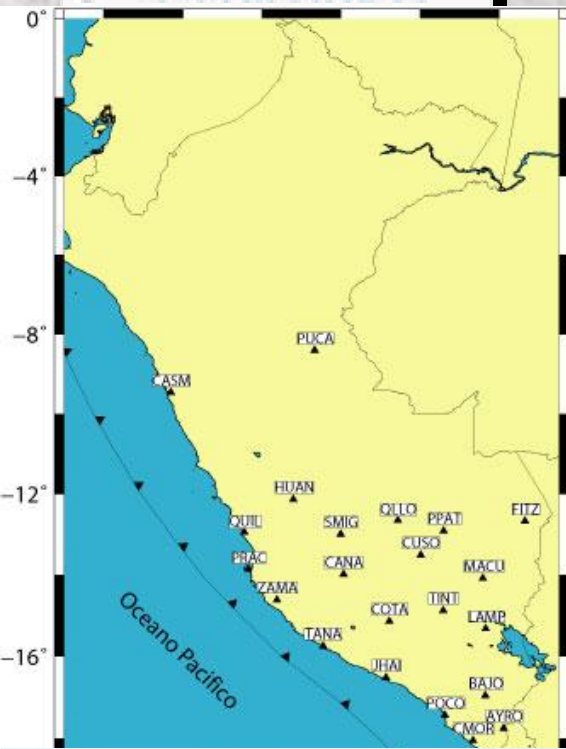 0°
−4°
−8°
PUCA
CASM
−12°
HUAN
QUIL
SMIG
QLLO
PPAT
FITZ
CUSO
PRAC
CANA
MACU
ZAMA
COTA
TINT
LAMP
TANA
Oceano Pacifico
−16°
JHAI
BAJO
POCO
AYRO
CMOR